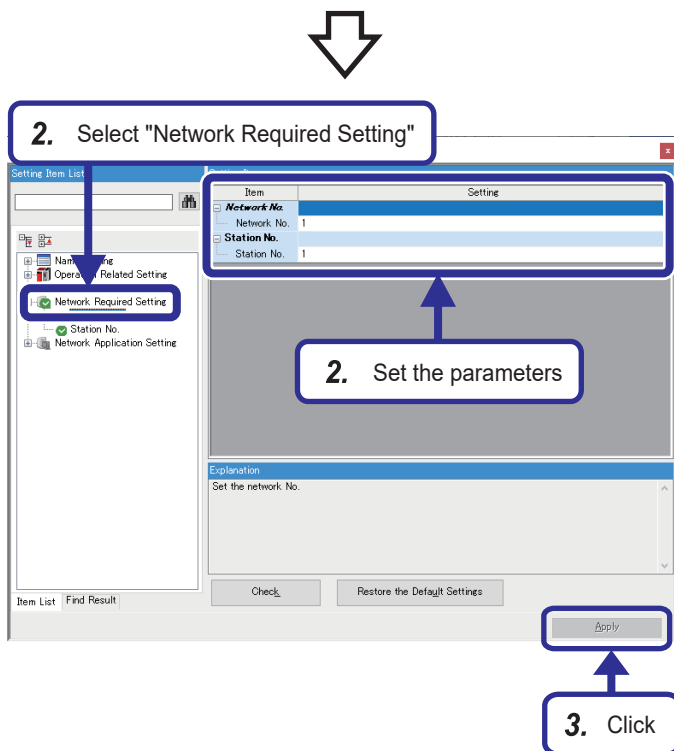 2. Select "Network Required Setting"
x
Setting Item List
Item Setting
Network No.
Network No. 1
Station No.
Station No. 1
Operation Related Setting
Network Required Setting
Station No.
Network Application Setting
2. Set the parameters
Explanation
Set the network No.
Check
Restore the Default Settings
Item List Find Result
Apply
3. Click